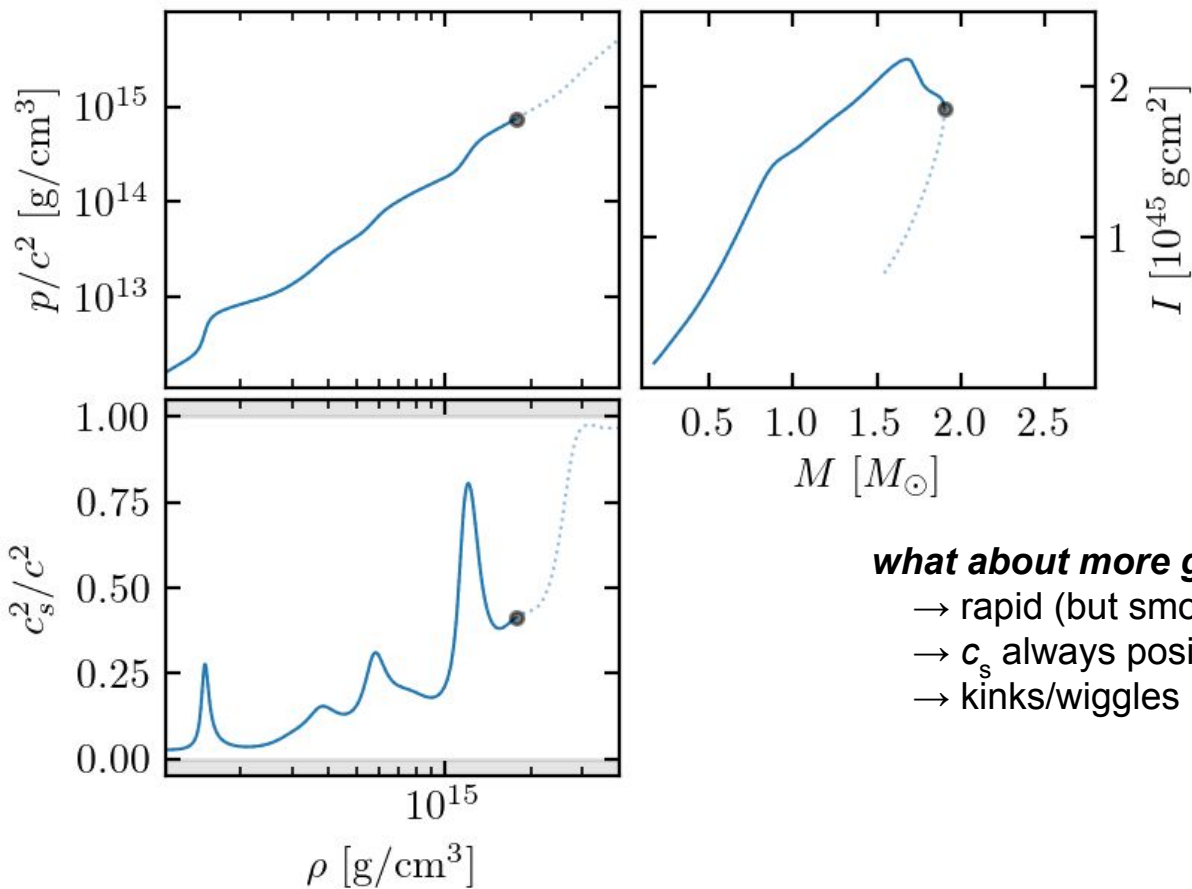 p/c² [g/cm³]
10¹⁵
10¹⁴
10¹³
2
1
I [10⁴⁵ gcm²]
0.5 1.0 1.5 2.0 2.5
M [M☉]
cₛ²/c²
1.00
0.75
0.50
0.25
0.00
10¹⁵
ρ [g/cm³]
what about more g
→ rapid (but smo
→ cₛ always posi
→ kinks/wiggles